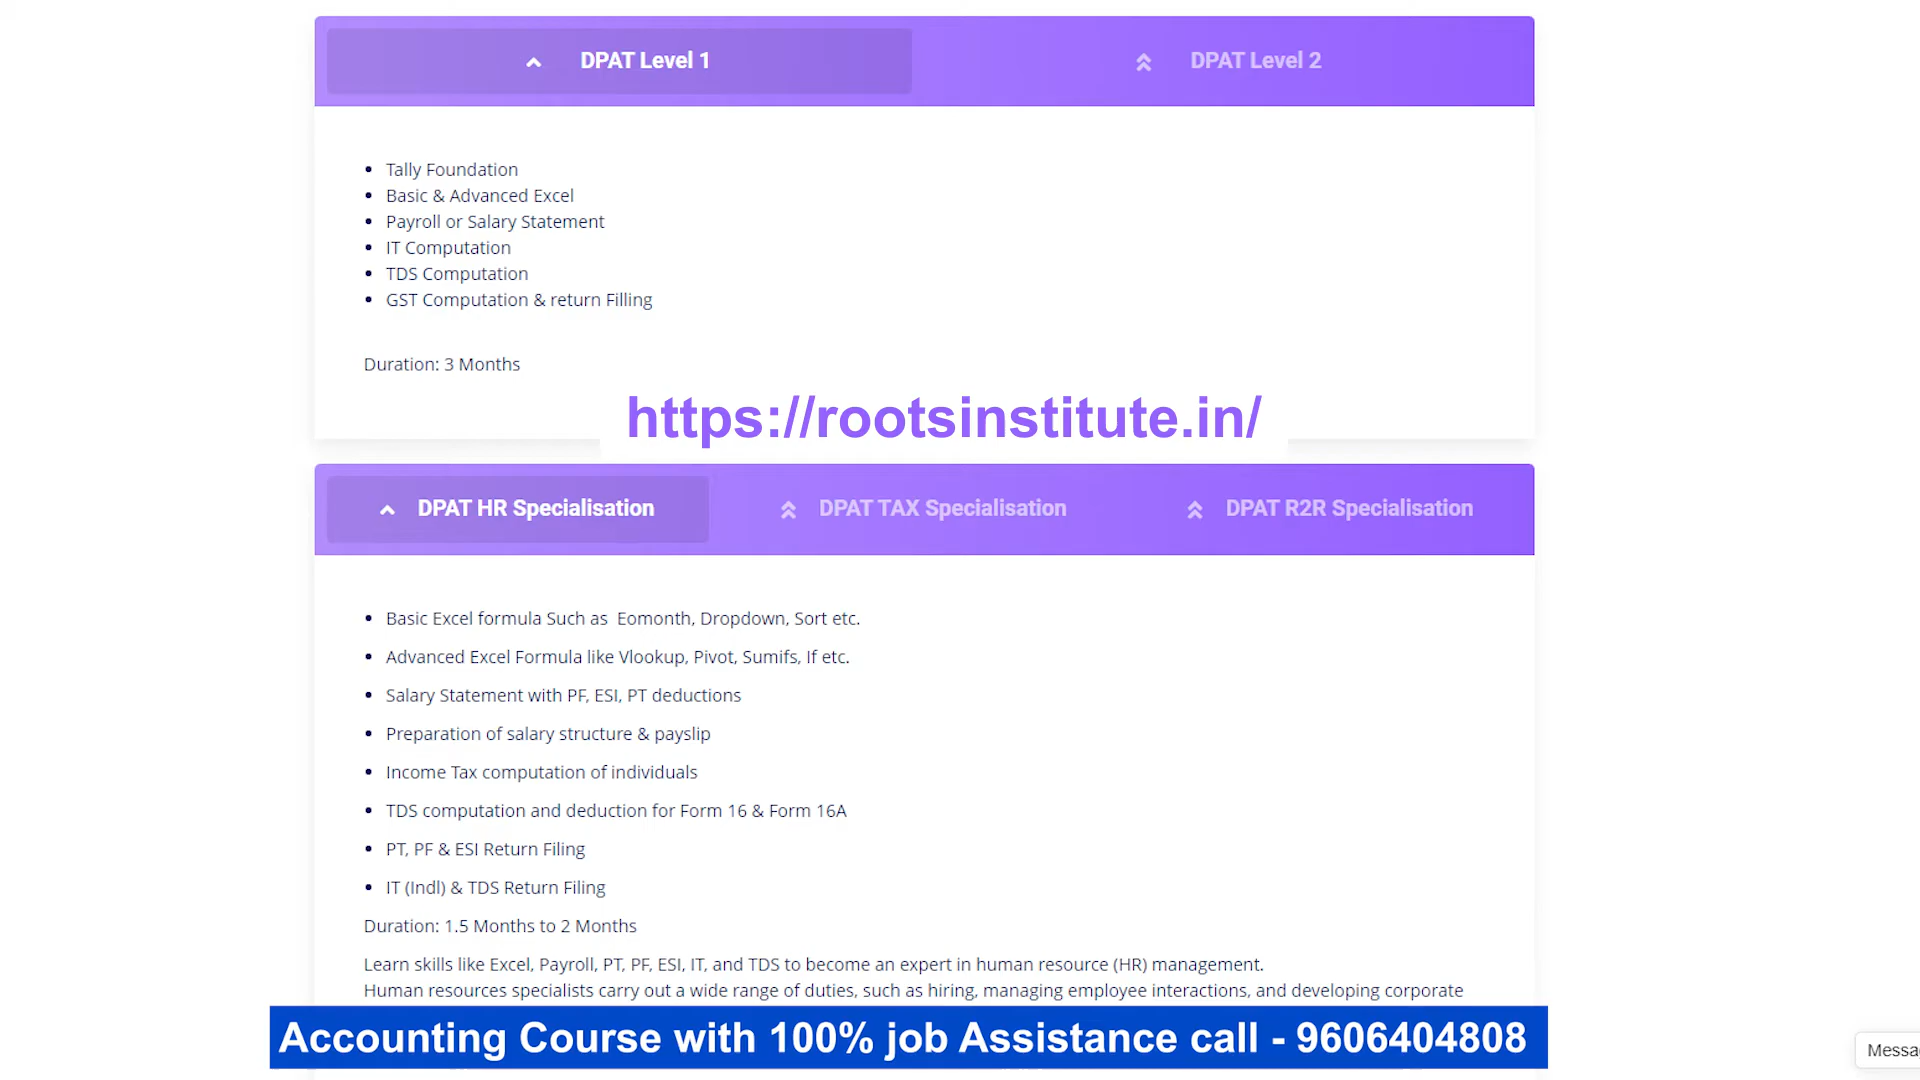 DPAT Level 1
DPAT Level 2
Tally Foundation
Basic & Advanced Excel
Payroll or Salary Statement
IT Computation
TDS Computation
GST Computation & return Filling
Duration: 3 Months
https://rootsinstitute.in/
DPAT HR Specialisation
DPAT TAX Specialisation
DPAT R2R Specialisation
Basic Excel formula Such as  Eomonth, Dropdown, Sort etc.
Advanced Excel Formula like Vlookup, Pivot, Sumifs, If etc.
Salary Statement with PF, ESI, PT deductions
Preparation of salary structure & payslip
Income Tax computation of individuals
TDS computation and deduction for Form 16 & Form 16A
PT, PF & ESI Return Filing
IT (Indl) & TDS Return Filing
Duration: 1.5 Months to 2 Months
Learn skills like Excel, Payroll, PT, PF, ESI, IT, and TDS to become an expert in human resource (HR) management.
Human resources specialists carry out a wide range of duties, such as hiring, managing employee interactions, and developing corporate
Accounting Course with 100% job Assistance call - 9606404808